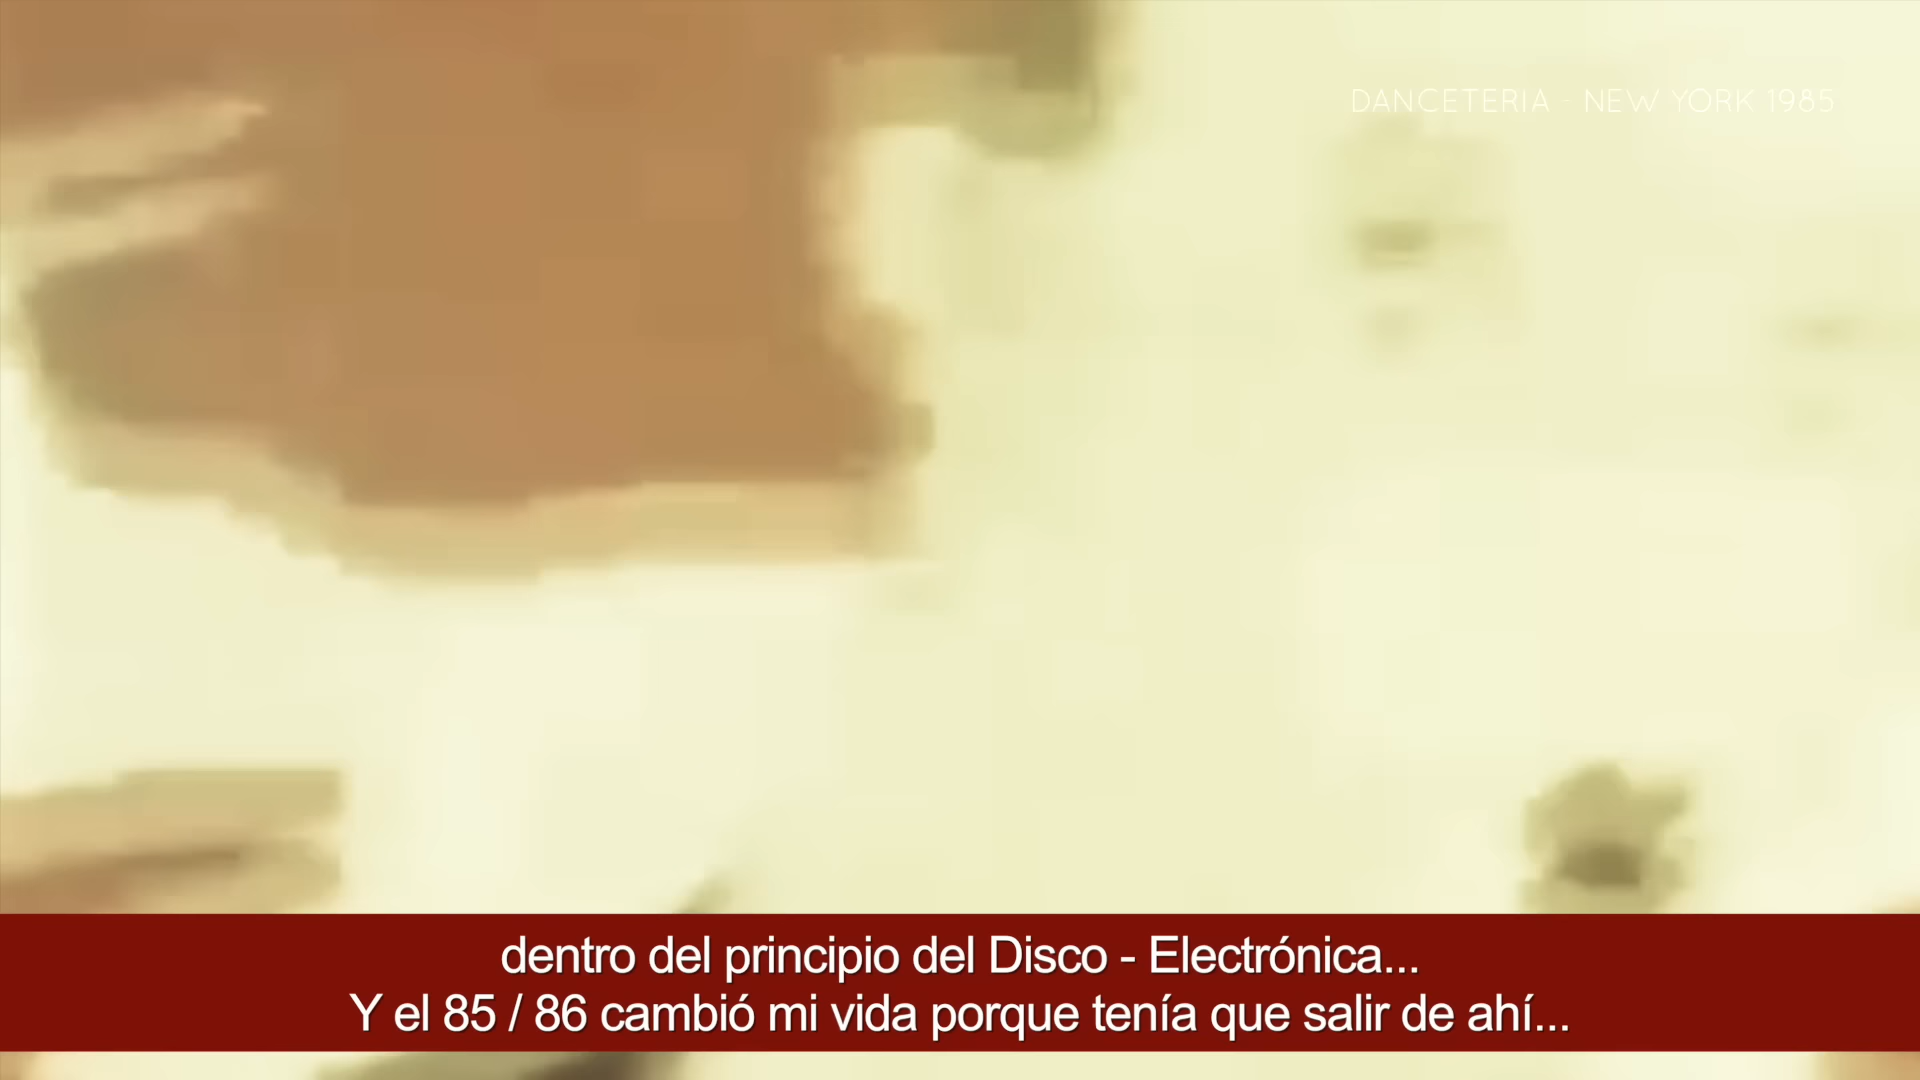 DANCETERIA - NEW YORK 1985
dentro del principio del Disco - Electrónica...
Y el 85 / 86 cambió mi vida porque tenía que salir de ahí...